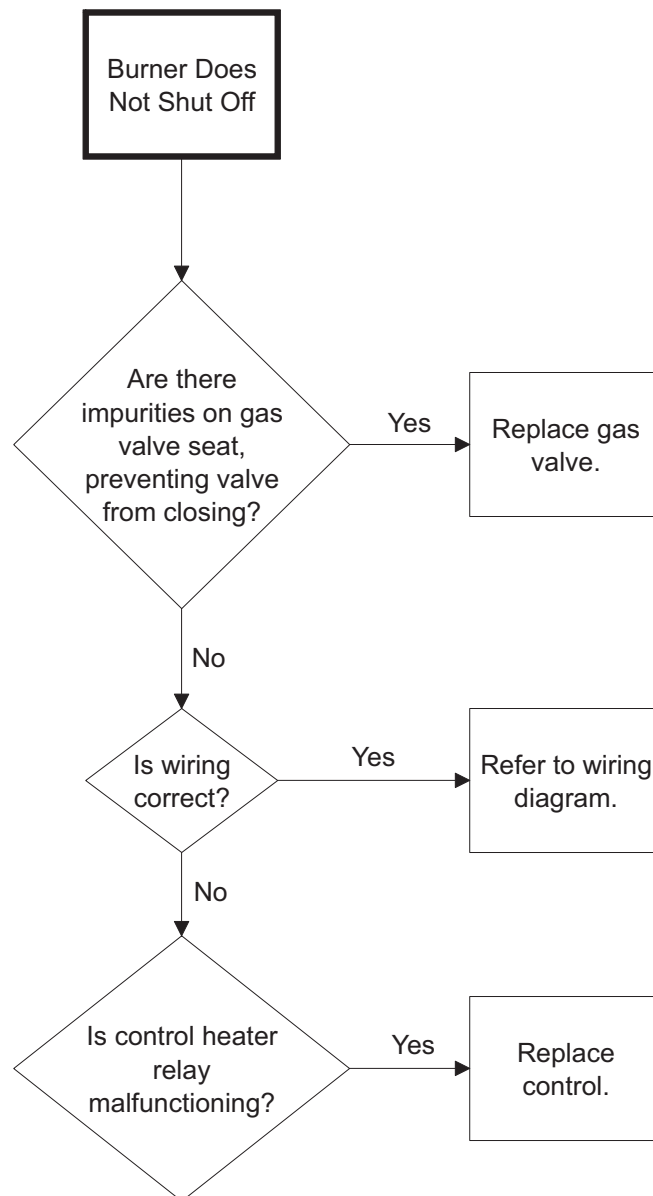 Burner Does
Not Shut Off
Are there
impurities on gas
valve seat,
preventing valve
from closing?
Yes
Replace gas
valve.
No
Is wiring
correct?
Yes
Refer to wiring
diagram.
No
Is control heater
relay
malfunctioning?
Yes
Replace
control.